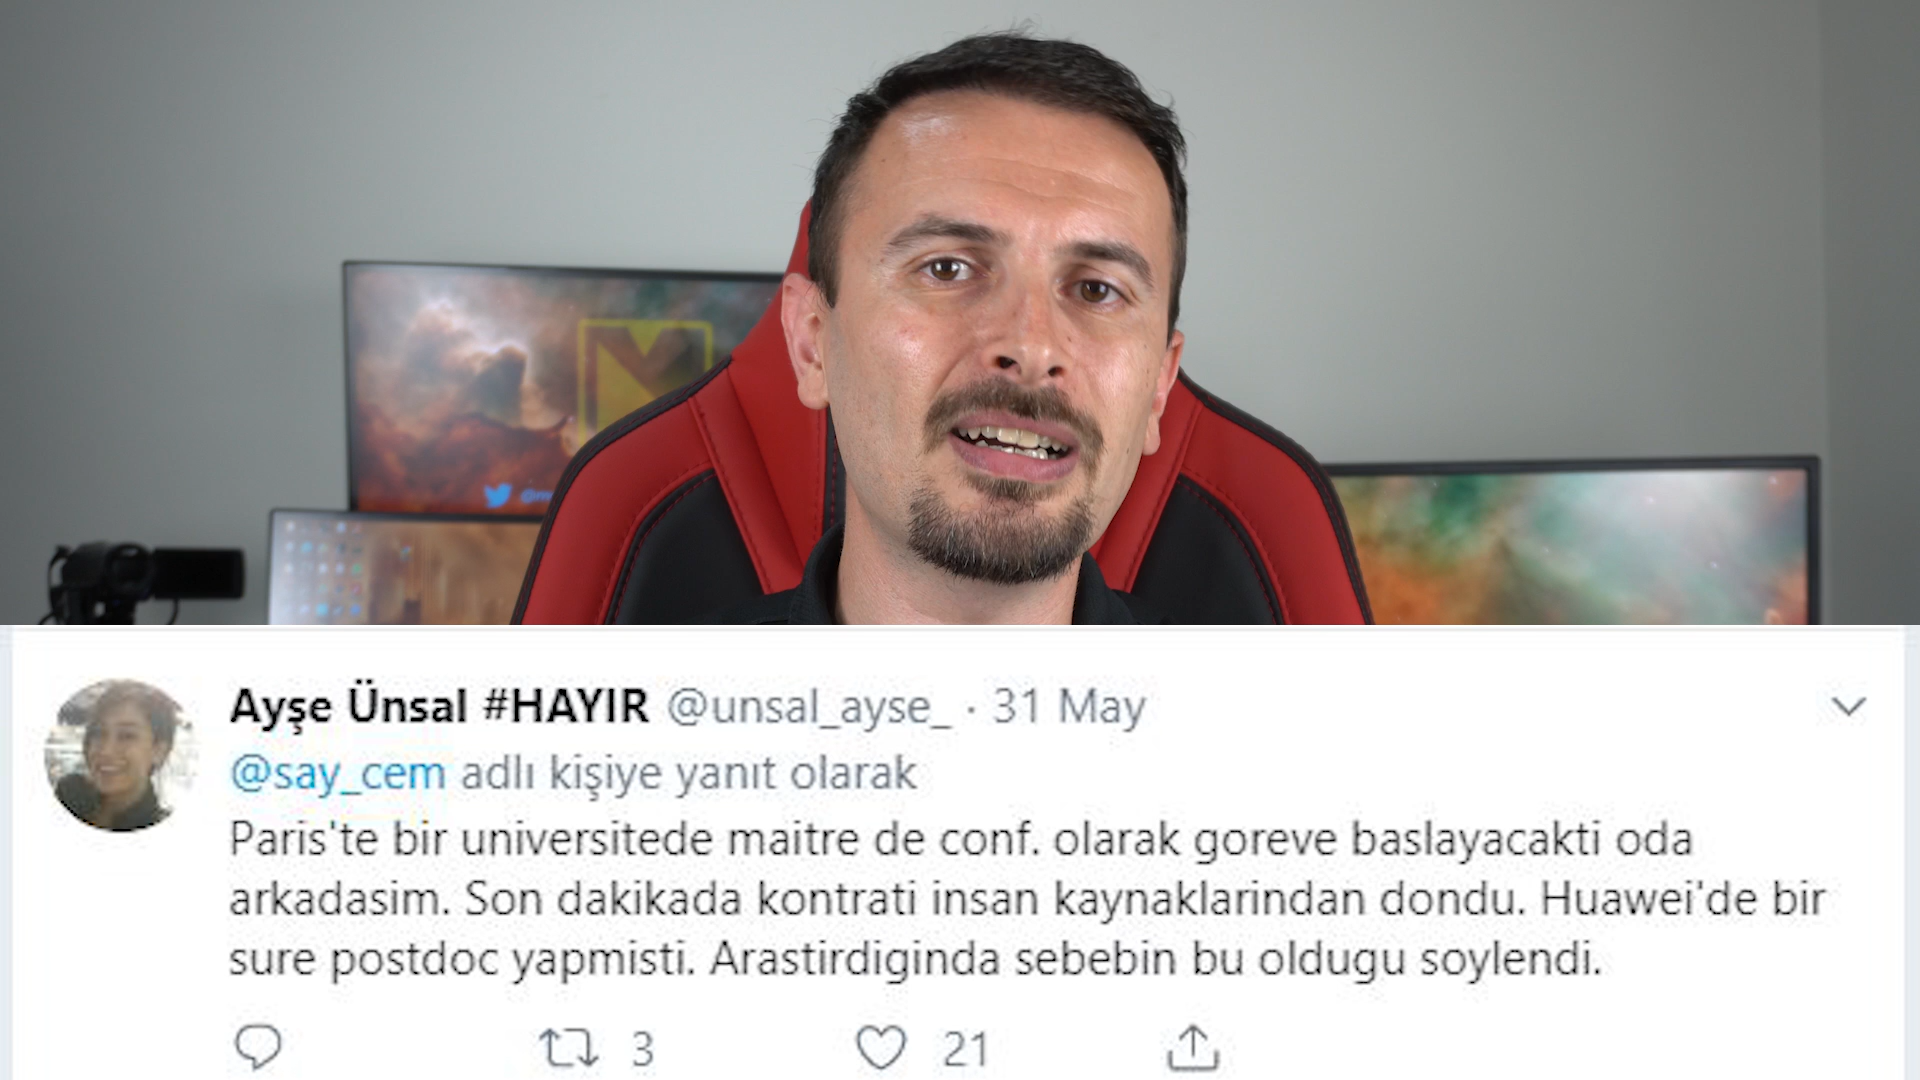 Ayşe Ünsal #HAYIR @unsal_ayse_ · 31 May
@say_cem adlı kişiye yanıt olarak
Paris'te bir universitede maitre de conf. olarak goreve baslayacakti oda
arkadasim. Son dakikada kontrati insan kaynaklarindan dondu. Huawei'de bir
sure postdoc yapmisti. Arastirdiginda sebebin bu oldugu soylendi.
3 21